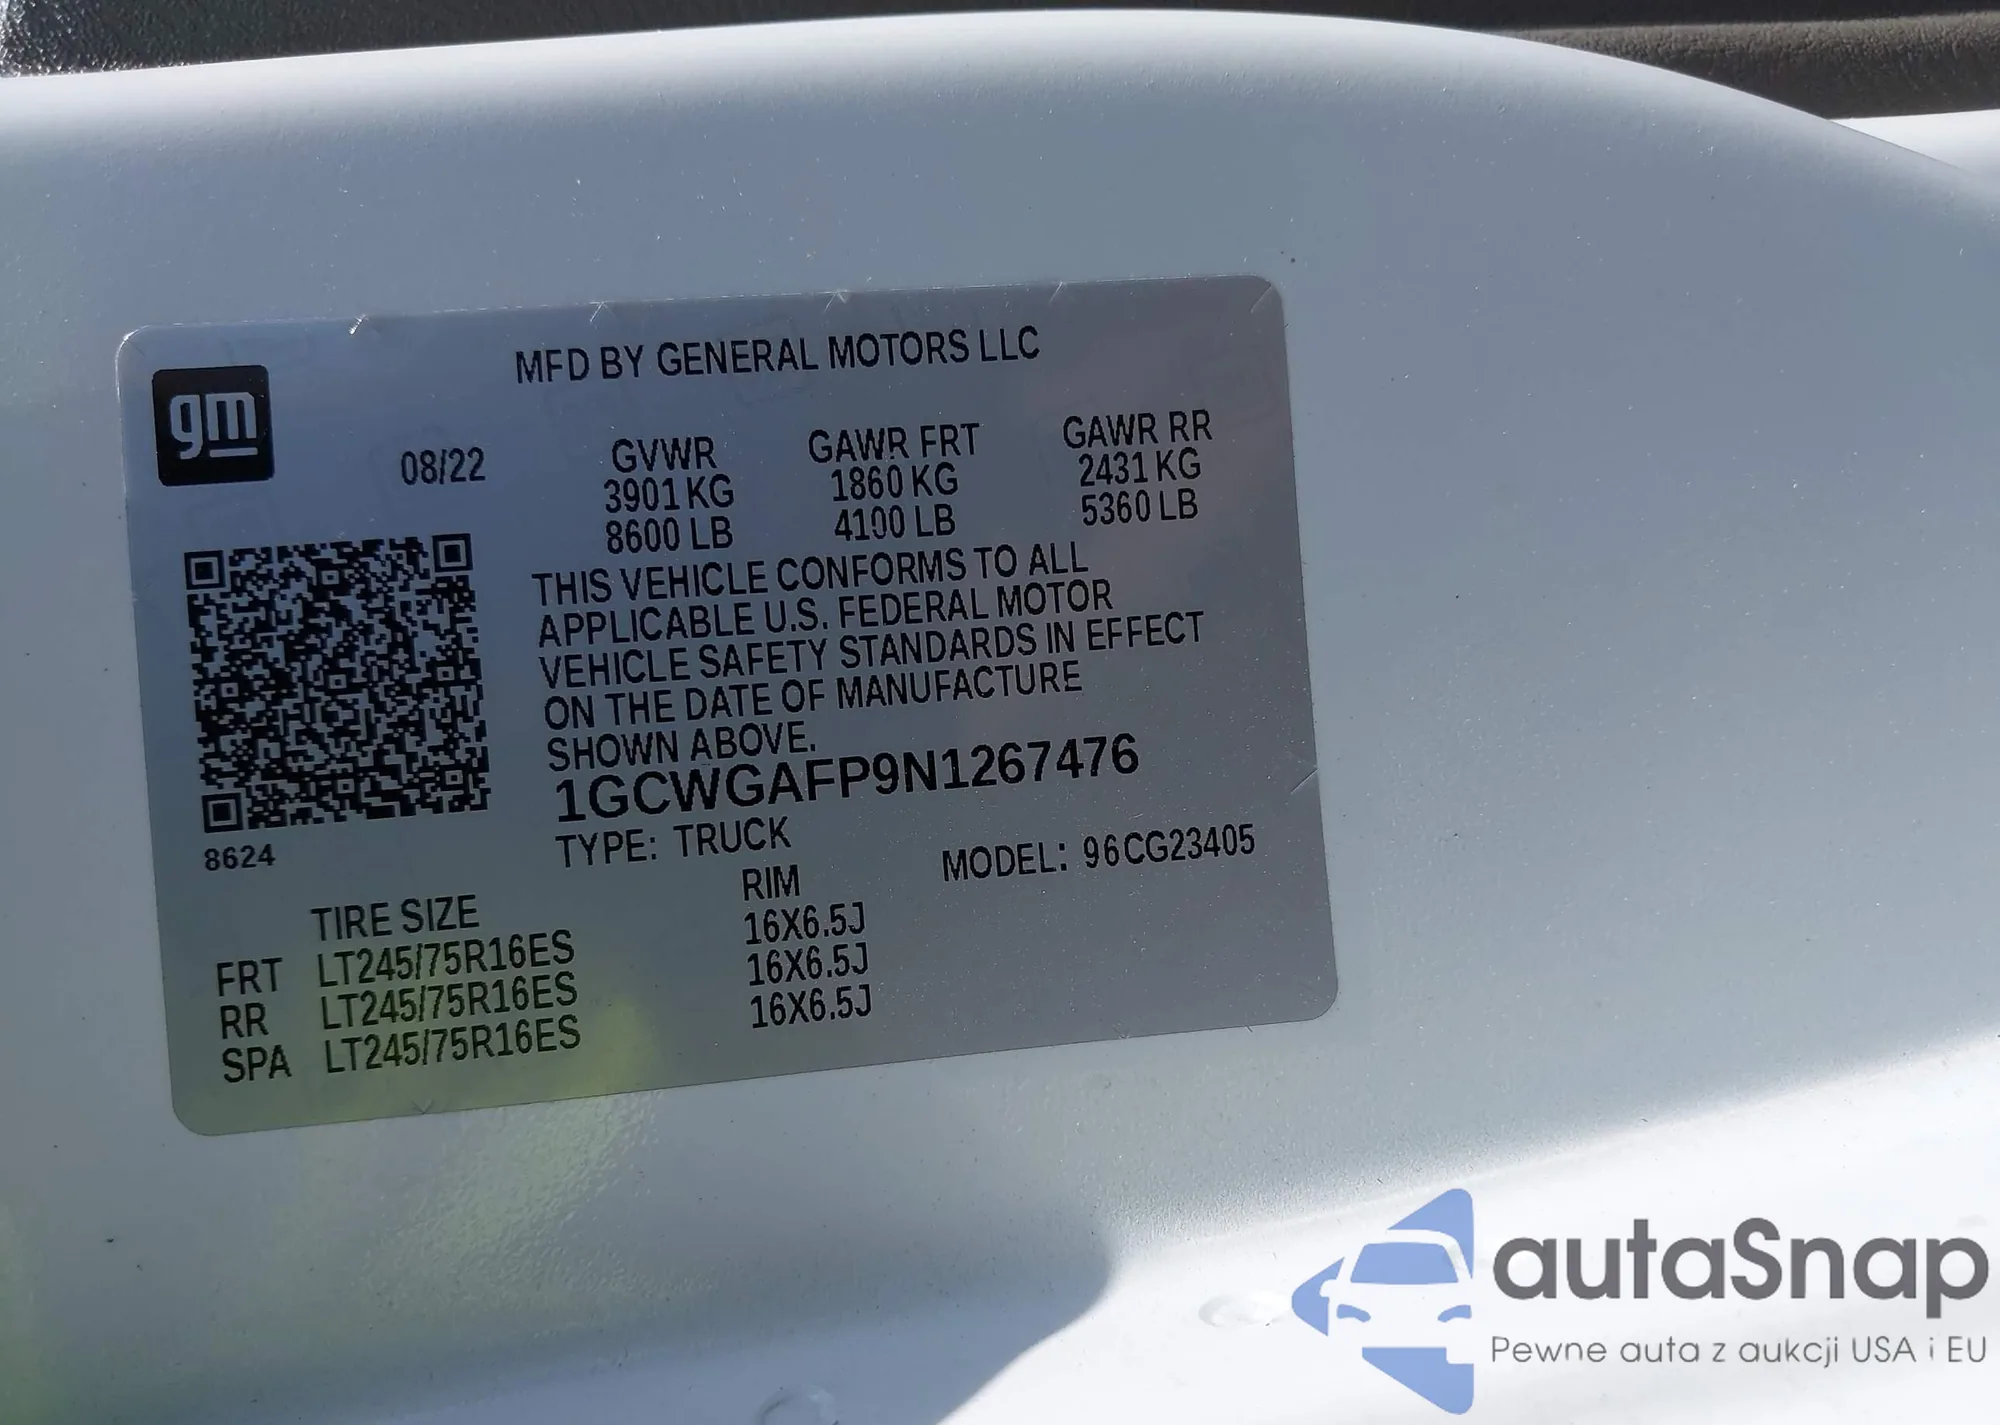 MFD BY GENERAL MOTORS LLC
gm
08/22
GVWR
3901 KG
8600 LB
GAWR FRT
1860 KG
4100 LB
GAWR RR
2431 KG
5360 LB
THIS VEHICLE CONFORMS TO ALL
APPLICABLE U.S. FEDERAL MOTOR
VEHICLE SAFETY STANDARDS IN EFFECT
ON THE DATE OF MANUFACTURE
SHOWN ABOVE.
1GCWGAFP9N1267476
8624
TYPE: TRUCK
MODEL: 96CG23405
TIRE SIZE RIM
FRT LT245/75R16ES 16X6.5J
RR LT245/75R16ES 16X6.5J
SPA LT245/75R16ES 16X6.5J
autaSnap
Pewne auta z aukcji USA i EU